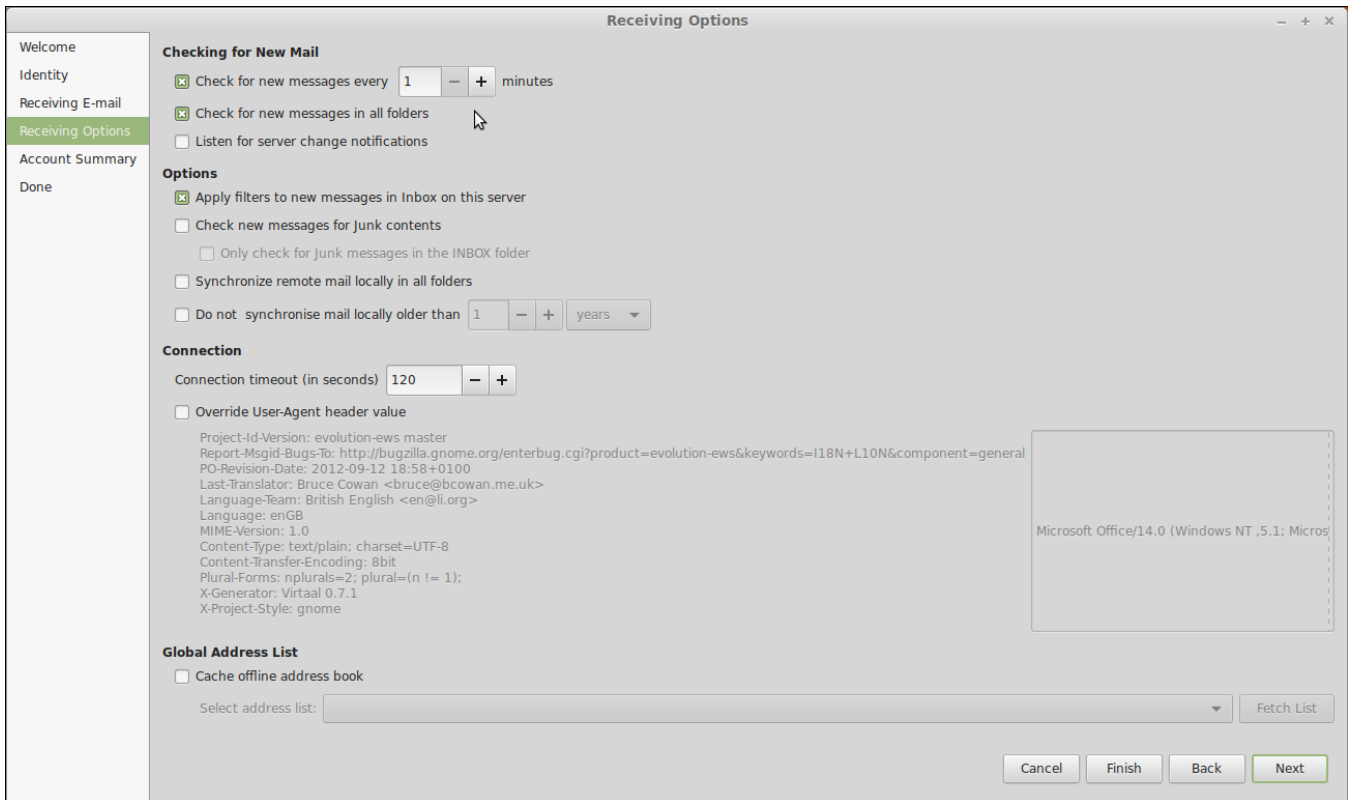 Receiving Options
Welcome
Identity
Receiving E-mail
Receiving Options
Account Summary
Done
Checking for New Mail
Check for new messages every 1 minutes
Check for new messages in all folders
Listen for server change notifications
Options
Apply filters to new messages in Inbox on this server
Check new messages for Junk contents
Only check for Junk messages in the INBOX folder
Synchronize remote mail locally in all folders
Do not  synchronise mail locally older than 1 years
Connection
Connection timeout (in seconds) 120
Override User-Agent header value
Project-Id-Version: evolution-ews master
Report-Msgid-Bugs-To: http://bugzilla.gnome.org/enterbug.cgi?product=evolution-ews&keywords=I18N+L10N&component=general
PO-Revision-Date: 2012-09-12 18:58+0100
Last-Translator: Bruce Cowan <bruce@bcowan.me.uk>
Language-Team: British English <en@li.org>
Language: enGB
MIME-Version: 1.0
Content-Type: text/plain; charset=UTF-8
Content-Transfer-Encoding: 8bit
Plural-Forms: nplurals=2; plural=(n != 1);
X-Generator: Virtaal 0.7.1
X-Project-Style: gnome
Microsoft Office/14.0 (Windows NT ,5.1; Micros
Global Address List
Cache offline address book
Select address list:
Fetch List
Cancel
Finish
Back
Next